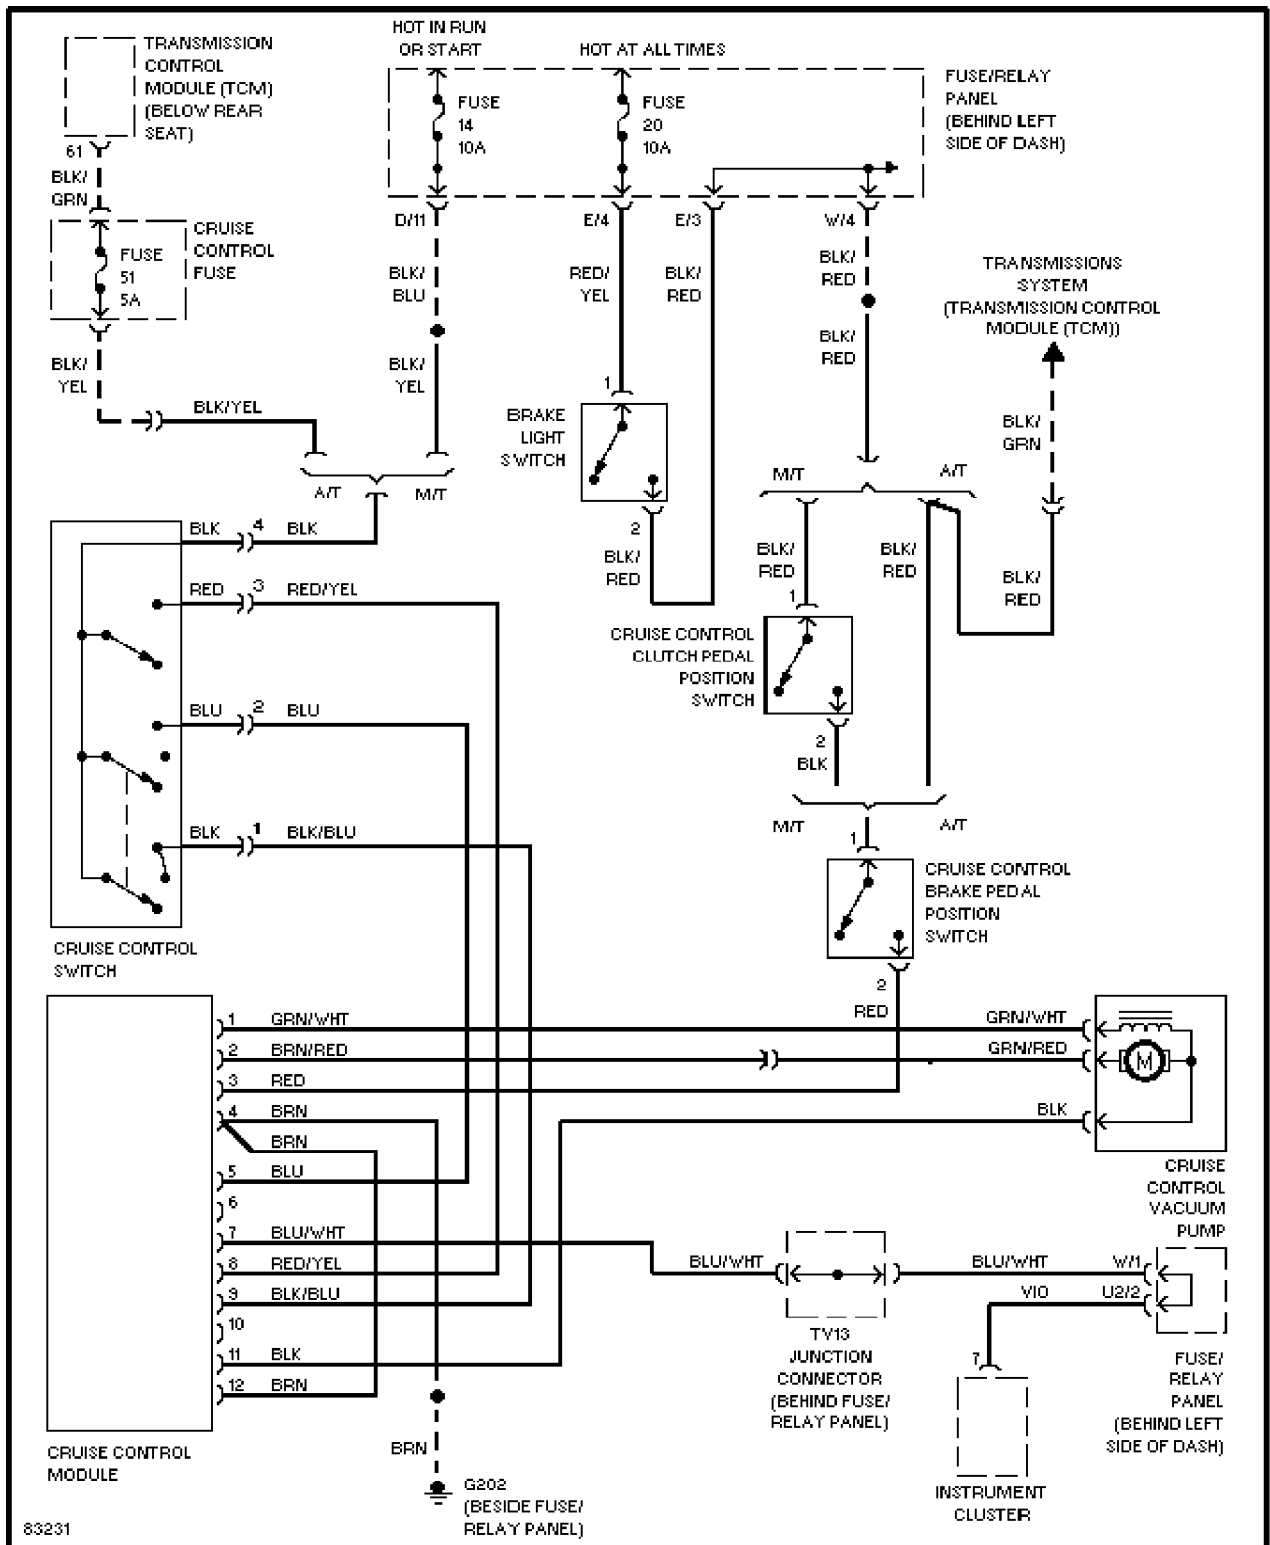 HOT IN RUN
OR START
HOT AT ALL TIMES
TRANSMISSION
CONTROL
MODULE (TCM)
(BELOW REAR
SEAT)
61
BLK/
GRN
FUSE
14
10A
FUSE
20
10A
FUSE/RELAY
PANEL
(BEHIND LEFT
SIDE OF DASH)
D/11
E/4
E/3
W/4
CRUISE
CONTROL
FUSE
FUSE
51
5A
BLK/
BLU
RED/
YEL
BLK/
RED
BLK/
RED
TRANSMISSIONS
SYSTEM
(TRANSMISSION CONTROL
MODULE (TCM))
BLK/
YEL
BLK/YEL
BLK/
YEL
BLK/
RED
1
BRAKE
LIGHT
SWITCH
BLK/
GRN
A/T
M/T
M/T
A/T
2
BLK/
RED
BLK/
RED
BLK/
RED
BLK/
RED
BLK
4
BLK
RED
3
RED/YEL
BLU
2
BLU
BLK
1
BLK/BLU
CRUISE CONTROL
SWITCH
1
CRUISE CONTROL
CLUTCH PEDAL
POSITION
SWITCH
2
BLK
M/T
A/T
1
CRUISE CONTROL
BRAKE PEDAL
POSITION
SWITCH
2
RED
1
GRN/WHT
2
BRN/RED
3
RED
4
BRN
BRN
5
BLU
6
7
BLU/WHT
8
RED/YEL
9
BLK/BLU
10
11
BLK
12
BRN
CRUISE CONTROL
MODULE
GRN/WHT
GRN/RED
BLK
M
CRUISE
CONTROL
VACUUM
PUMP
BLU/WHT
BLU/WHT
W/1
VIO
U2/2
TV13
JUNCTION
CONNECTOR
(BEHIND FUSE/
RELAY PANEL)
7
FUSE/
RELAY
PANEL
(BEHIND LEFT
SIDE OF DASH)
INSTRUMENT
CLUSTER
BRN
G202
(BESIDE FUSE/
RELAY PANEL)
83231